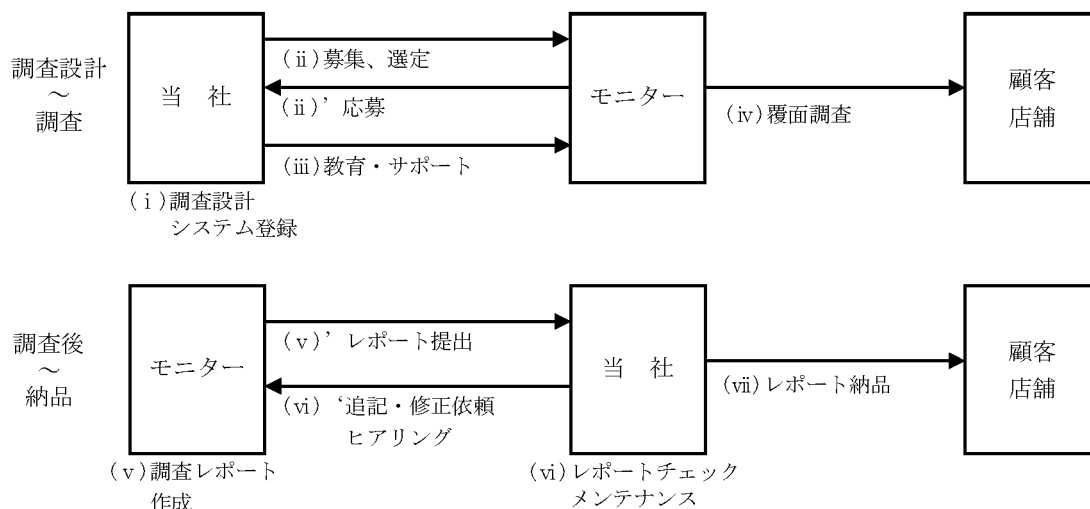 調査設計
～
調査
当 社
(ⅱ)募集、選定
(ⅱ)’応募
(ⅲ)教育・サポート
モニター
(ⅳ)覆面調査
顧客
店舗
(ⅰ)調査設計
システム登録
調査後
～
納品
モニター
(ⅴ)’レポート提出
(ⅵ)‘追記・修正依頼
ヒアリング
当 社
(ⅶ)レポート納品
顧客
店舗
(ⅴ)調査レポート
作成
(ⅵ)レポートチェック
メンテナンス